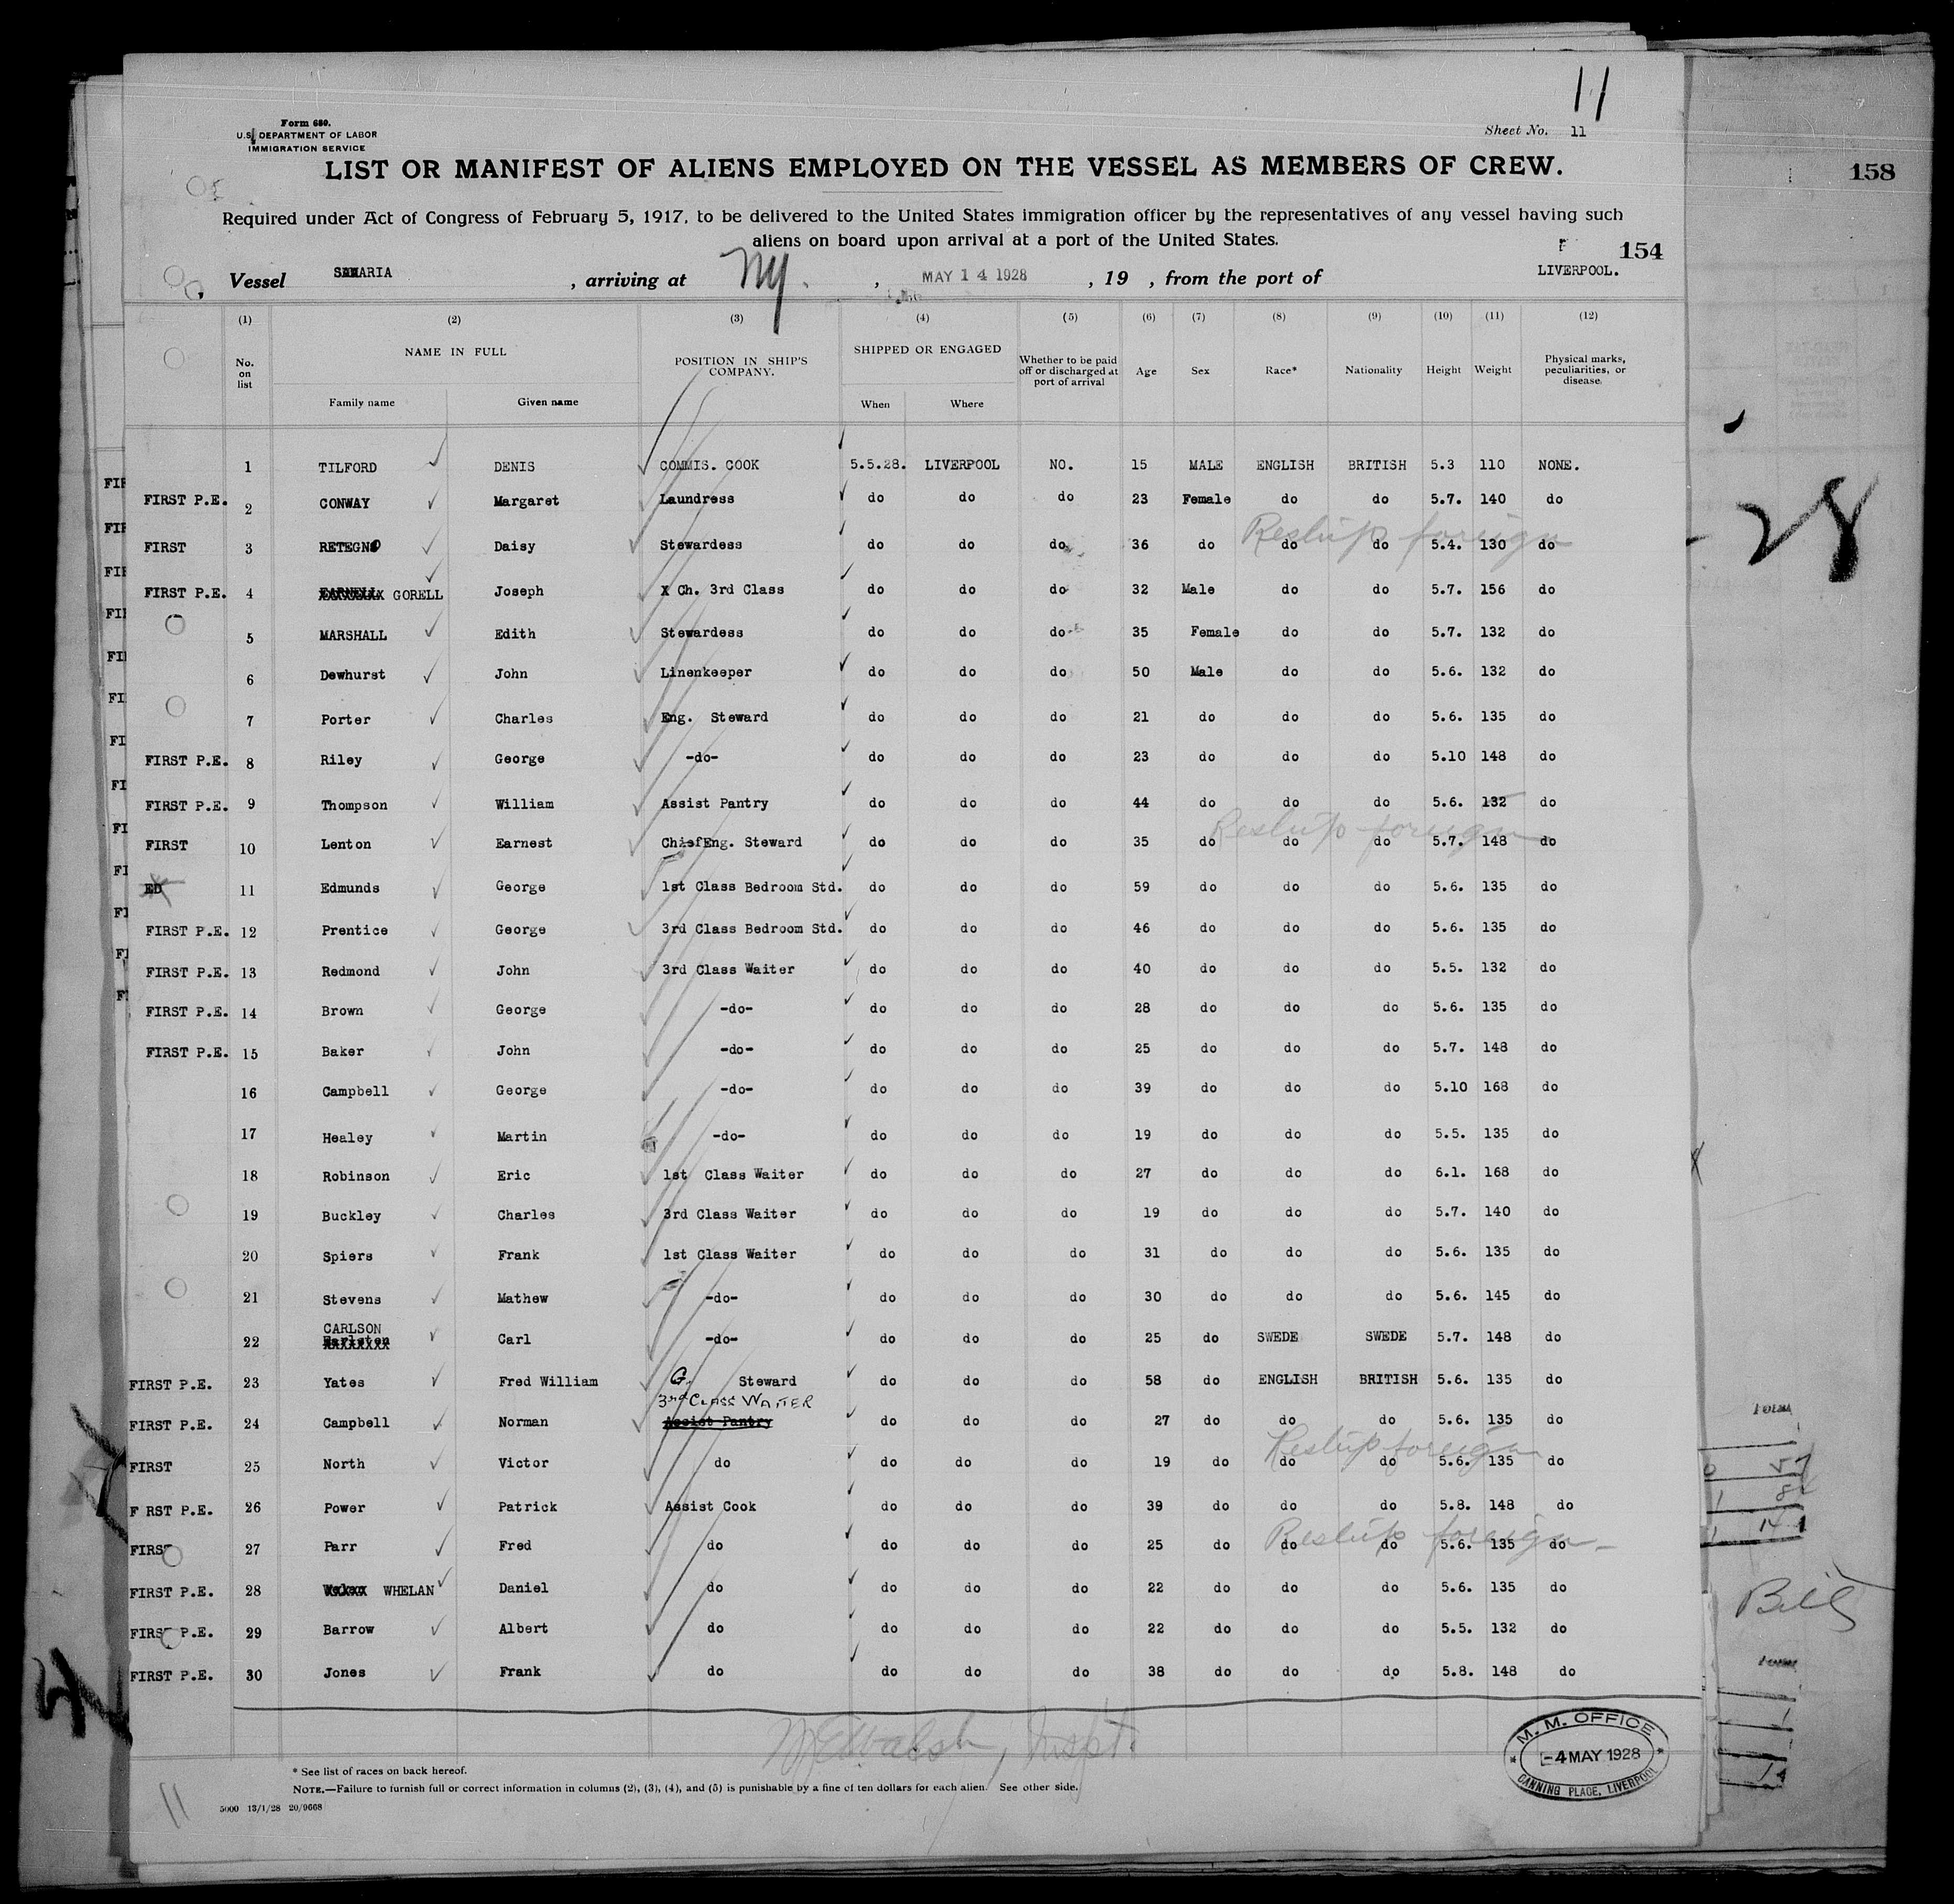 11
Form 680.
U.S. DEPARTMENT OF LABOR
IMMIGRATION SERVICE
Sheet No. 11
LIST OR MANIFEST OF ALIENS EMPLOYED ON THE VESSEL AS MEMBERS OF CREW.
158
Required under Act of Congress of February 5, 1917, to be delivered to the United States immigration officer by the representatives of any vessel having such
aliens on board upon arrival at a port of the United States.
154
Vessel SAMARIA, arriving at NY., MAY 14 1928, 19 , from the port of LIVERPOOL.
(1) (2) (3) (4) (5) (6) (7) (8) (9) (10) (11) (12)
No. on list NAME IN FULL POSITION IN SHIP'S COMPANY. SHIPPED OR ENGAGED Whether to be paid off or discharged at port of arrival Age Sex Race* Nationality Height Weight Physical marks, peculiarities, or disease.
Family name Given name When Where
1 TILFORD DENIS COMMIS. COOK 5.5.28. LIVERPOOL NO. 15 MALE ENGLISH BRITISH 5.3 110 NONE.
FIRST P.E. 2 CONWAY Margaret Laundress do do do 23 Female do do 5.7. 140 do
Reship foreign
FIRST 3 RETEGNO Daisy Stewardess do do do 36 do do do 5.4. 130 do
FIRST P.E. 4 GORELL Joseph X Ch. 3rd Class do do do 32 Male do do 5.7. 156 do
5 MARSHALL Edith Stewardess do do do 35 Female do do 5.7. 132 do
6 Dewhurst John Linenkeeper do do do 50 Male do do 5.6. 132 do
7 Porter Charles Eng. Steward do do do 21 do do do 5.6. 135 do
FIRST P.E. 8 Riley George -do- do do do 23 do do do 5.10 148 do
FIRST P.E. 9 Thompson William Assist Pantry do do do 44 do do do 5.6. 132 do
Reship foreign
FIRST 10 Lenton Earnest Chief Eng. Steward do do do 35 do do do 5.7. 148 do
ED 11 Edmunds George 1st Class Bedroom Std. do do do 59 do do do 5.6. 135 do
FIRST P.E. 12 Prentice George 3rd Class Bedroom Std. do do do 46 do do do 5.6. 135 do
FIRST P.E. 13 Redmond John 3rd Class Waiter do do do 40 do do do 5.5. 132 do
FIRST P.E. 14 Brown George -do- do do do 28 do do do 5.6. 135 do
FIRST P.E. 15 Baker John -do- do do do 25 do do do 5.7. 148 do
16 Campbell George -do- do do do 39 do do do 5.10 168 do
17 Healey Martin -do- do do do 19 do do do 5.5. 135 do
18 Robinson Eric 1st Class Waiter do do do 27 do do do 6.1. 168 do
19 Buckley Charles 3rd Class Waiter do do do 19 do do do 5.7. 140 do
20 Spiers Frank 1st Class Waiter do do do 31 do do do 5.6. 135 do
21 Stevens Mathew -do- do do do 30 do do do 5.6. 145 do
22 CARLSON Carl -do- do do do 25 do SWEDE SWEDE 5.7. 148 do
FIRST P.E. 23 Yates Fred William G. Steward do do do 58 do ENGLISH BRITISH 5.6. 135 do
3rd CLASS WAITER
FIRST P.E. 24 Campbell Norman Assist Pantry do do do 27 do do do 5.6. 135 do
Reship foreign
FIRST 25 North Victor do do do do 19 do do do 5.6. 135 do
F RST P.E. 26 Power Patrick Assist Cook do do do 39 do do do 5.8. 148 do
Reship foreign
FIRST 27 Parr Fred do do do do 25 do do do 5.6. 135 do
FIRST P.E. 28 WHELAN Daniel do do do do 22 do do do 5.6. 135 do
FIRST P.E. 29 Barrow Albert do do do do 22 do do do 5.5. 132 do
FIRST P.E. 30 Jones Frank do do do do 38 do do do 5.8. 148 do
Walsh, Inspt.
M. M. OFFICE
-4 MAY 1928
CANNING PLACE, LIVERPOOL
* See list of races on back hereof.
NOTE.—Failure to furnish full or correct information in columns (2), (3), (4), and (5) is punishable by a fine of ten dollars for each alien. See other side.
5000 13/1/28 20/9668
11
28